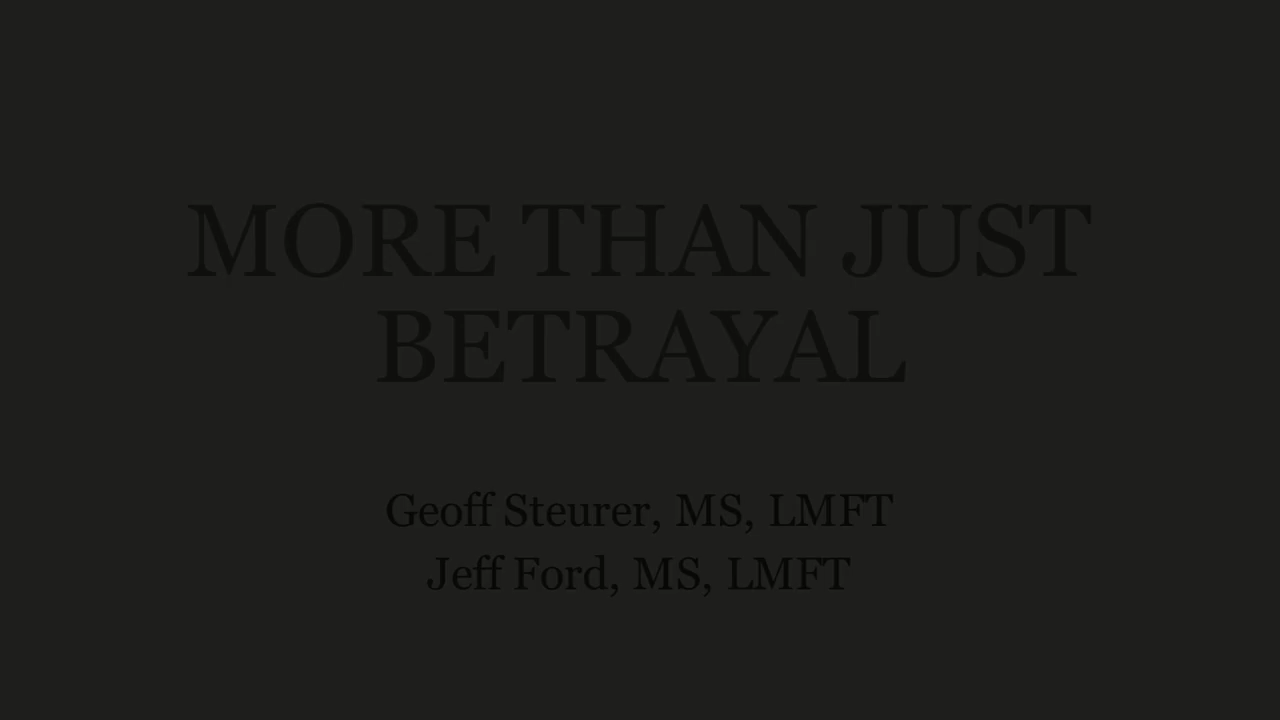 MORE THAN JUST
BETRAYAL
Geoff Steurer, MS, LMFT
Jeff Ford, MS, LMFT